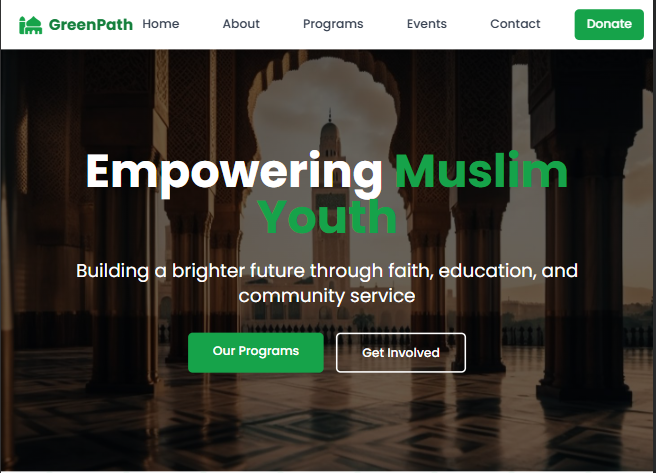 GreenPath Home About Programs Events Contact Donate
Empowering Muslim
Youth
Building a brighter future through faith, education, and
community service
Our Programs Get Involved